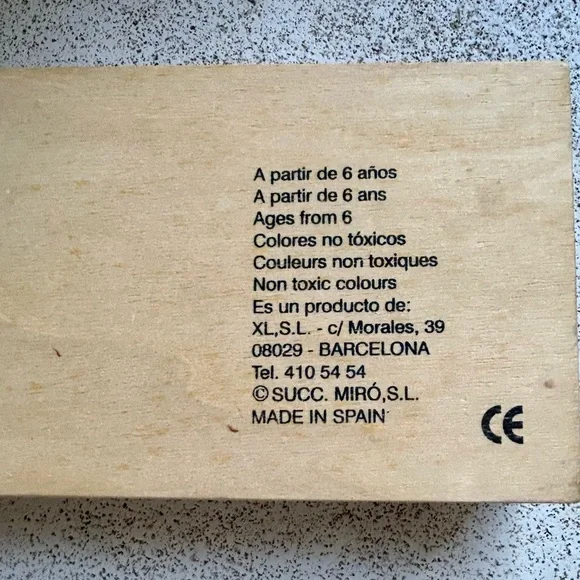 A partir de 6 años
A partir de 6 ans
Ages from 6
Colores no tóxicos
Couleurs non toxiques
Non toxic colours
Es un producto de:
XL,S.L. - c/ Morales, 39
08029 - BARCELONA
Tel. 410 54 54
© SUCC. MIRÓ,S.L.
MADE IN SPAIN
CE